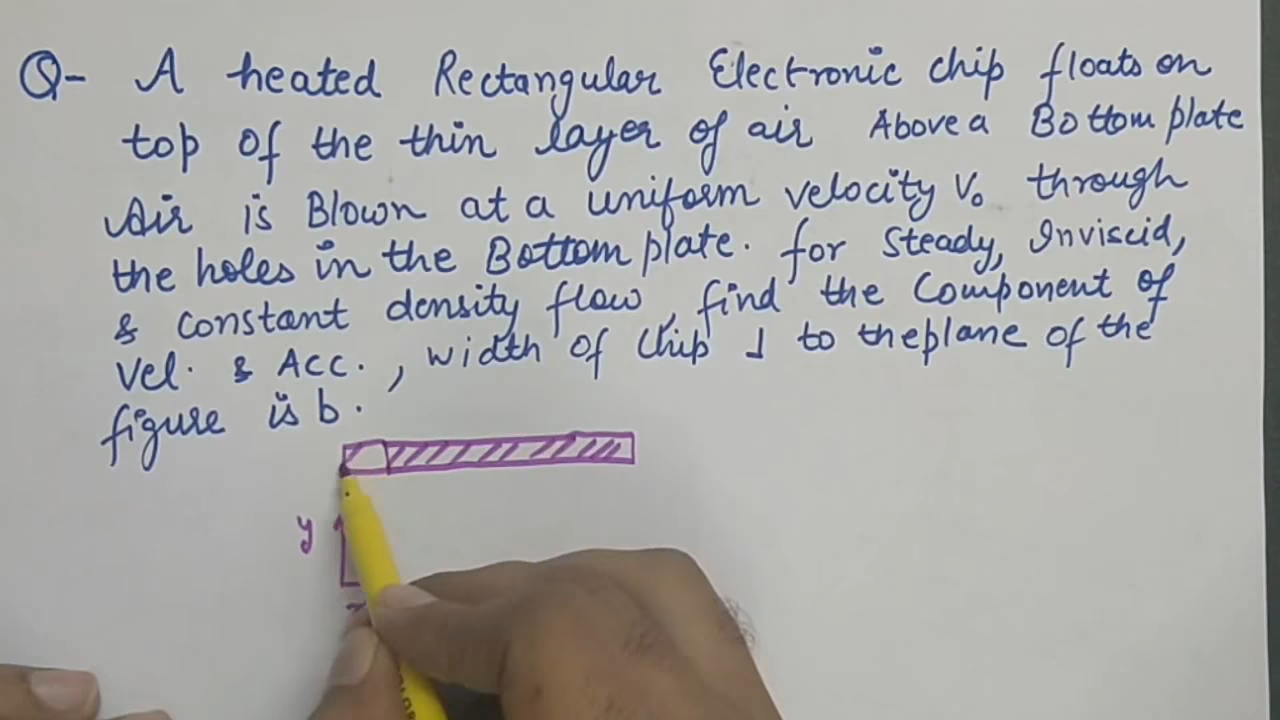 Q- A heated Rectangular Electronic chip floats on
top of the thin layer of air Above a Bottom plate
Air is Blown at a uniform velocity V₀ through
the holes in the Bottom plate. for Steady, Inviscid,
& constant density flow, find the Component of
Vel. & Acc., width of Chip ⊥ to the plane of the
figure is b.
y